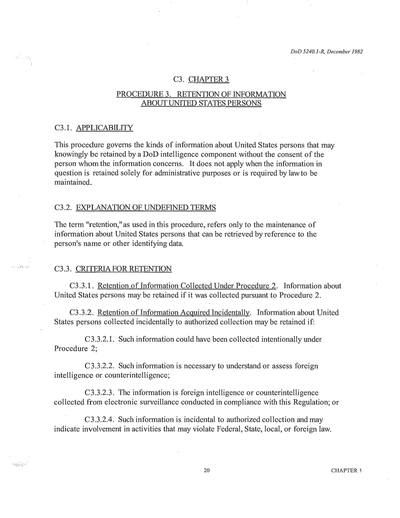 DoD 5240.1-R, December 1982
C3. CHAPTER 3
PROCEDURE 3. RETENTION OF INFORMATION
ABOUT UNITED STATES PERSONS
C3.1. APPLICABILITY
This procedure governs the kinds of information about United States persons that may
knowingly be retained by a DoD intelligence component without the consent of the
person whom the information concerns. It does not apply when the information in
question is retained solely for administrative purposes or is required by law to be
maintained.
C3.2. EXPLANATION OF UNDEFINED TERMS
The term "retention," as used in this procedure, refers only to the maintenance of
information about United States persons that can be retrieved by reference to the
person's name or other identifying data.
C3.3. CRITERIA FOR RETENTION
C3.3.1. Retention of Information Collected Under Procedure 2. Information about
United States persons may be retained if it was collected pursuant to Procedure 2.
C3.3.2. Retention of Information Acquired Incidentally. Information about United
States persons collected incidentally to authorized collection may be retained if:
C3.3.2.1. Such information could have been collected intentionally under
Procedure 2;
C3.3.2.2. Such information is necessary to understand or assess foreign
intelligence or counterintelligence;
C3.3.2.3. The information is foreign intelligence or counterintelligence
collected from electronic surveillance conducted in compliance with this Regulation; or
C3.3.2.4. Such information is incidental to authorized collection and may
indicate involvement in activities that may violate Federal, State, local, or foreign law.
20
CHAPTER 3